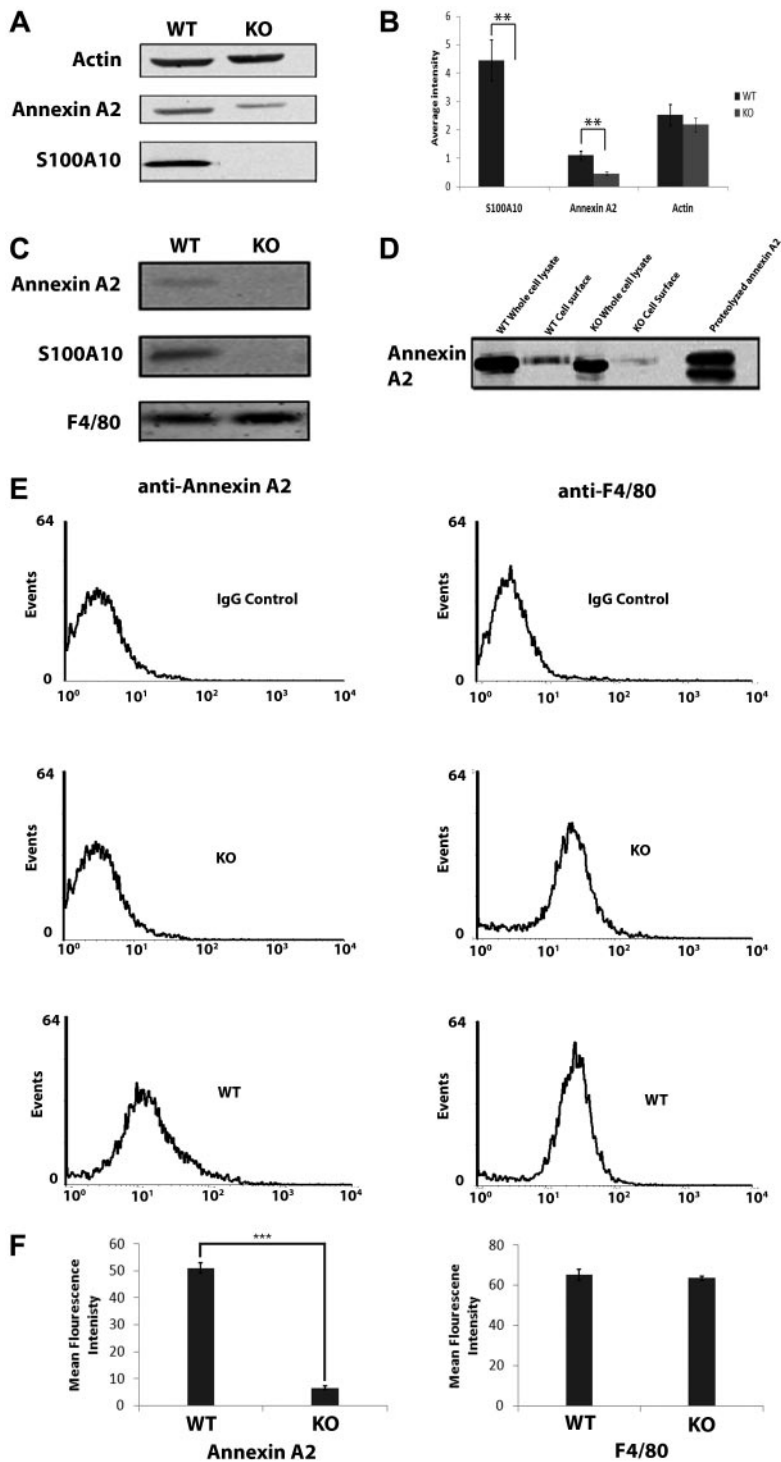 A
WT KO
Actin
Annexin A2
S100A10
B
**
**
Average intensity
6
5
4
3
2
1
0
S100A10 Annexin A2 Actin
WT
KO
C
WT KO
Annexin A2
S100A10
F4/80
D
WT Whole cell lysate
WT Cell surface
KO Whole cell lysate
KO Cell Surface
Proteolyzed annexin A2
Annexin
A2
E
anti-Annexin A2
64
Events
0
IgG Control
10⁰ 10¹ 10² 10³ 10⁴
64
Events
0
KO
10⁰ 10¹ 10² 10³ 10⁴
64
Events
0
WT
10⁰ 10¹ 10² 10³ 10⁴
anti-F4/80
64
Events
0
IgG Control
10⁰ 10¹ 10² 10³ 10⁴
64
Events
0
KO
10⁰ 10¹ 10² 10³ 10⁴
64
Events
0
WT
10⁰ 10¹ 10² 10³ 10⁴
F
Mean Flourescence
Intenisty
60
50
40
30
20
10
0
***
WT KO
Annexin A2
Mean Flourescene
Intensity
80
60
40
20
0
WT KO
F4/80